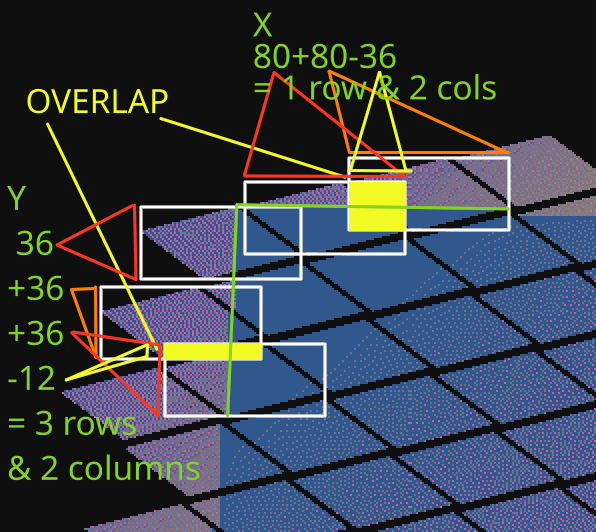 X
80+80-36
= 1 row & 2 cols
OVERLAP
Y
36
+36
+36
-12
= 3 rows
& 2 columns